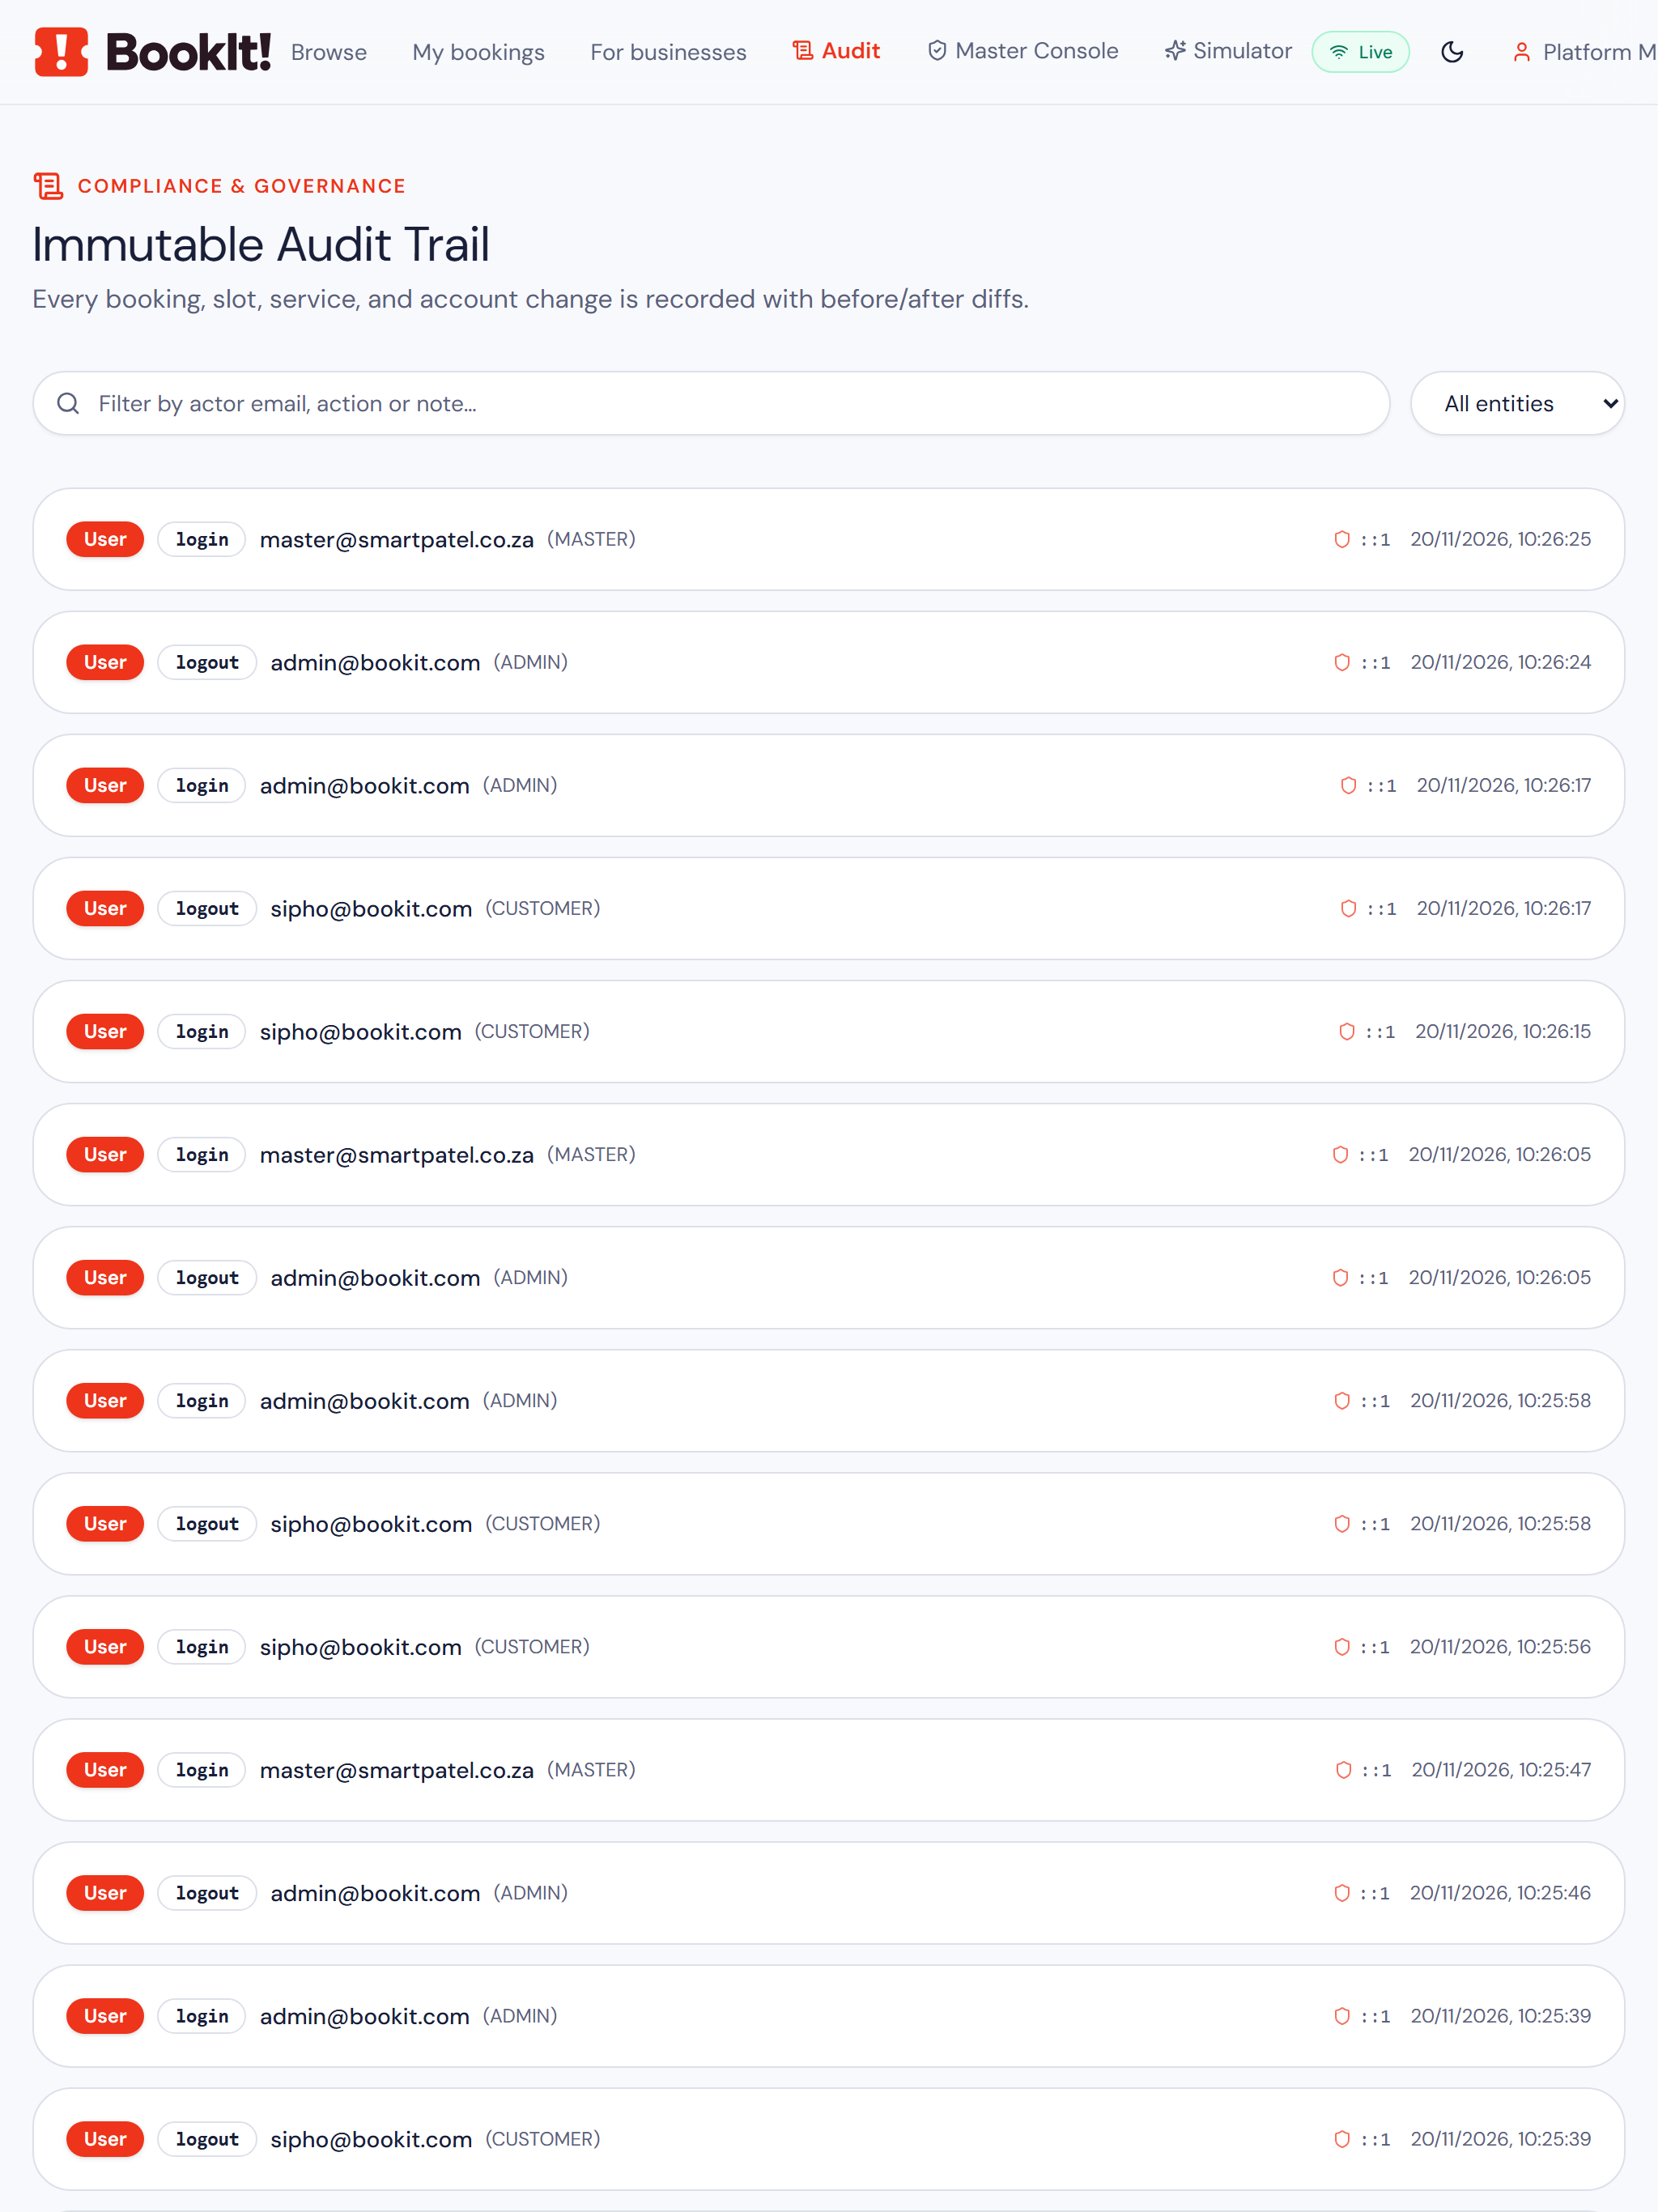 BookIt! Browse My bookings For businesses Audit Master Console Simulator Live Platform M
COMPLIANCE & GOVERNANCE
Immutable Audit Trail
Every booking, slot, service, and account change is recorded with before/after diffs.
Filter by actor email, action or note... All entities
User login master@smartpatel.co.za (MASTER) ::1 20/11/2026, 10:26:25
User logout admin@bookit.com (ADMIN) ::1 20/11/2026, 10:26:24
User login admin@bookit.com (ADMIN) ::1 20/11/2026, 10:26:17
User logout sipho@bookit.com (CUSTOMER) ::1 20/11/2026, 10:26:17
User login sipho@bookit.com (CUSTOMER) ::1 20/11/2026, 10:26:15
User login master@smartpatel.co.za (MASTER) ::1 20/11/2026, 10:26:05
User logout admin@bookit.com (ADMIN) ::1 20/11/2026, 10:26:05
User login admin@bookit.com (ADMIN) ::1 20/11/2026, 10:25:58
User logout sipho@bookit.com (CUSTOMER) ::1 20/11/2026, 10:25:58
User login sipho@bookit.com (CUSTOMER) ::1 20/11/2026, 10:25:56
User login master@smartpatel.co.za (MASTER) ::1 20/11/2026, 10:25:47
User logout admin@bookit.com (ADMIN) ::1 20/11/2026, 10:25:46
User login admin@bookit.com (ADMIN) ::1 20/11/2026, 10:25:39
User logout sipho@bookit.com (CUSTOMER) ::1 20/11/2026, 10:25:39